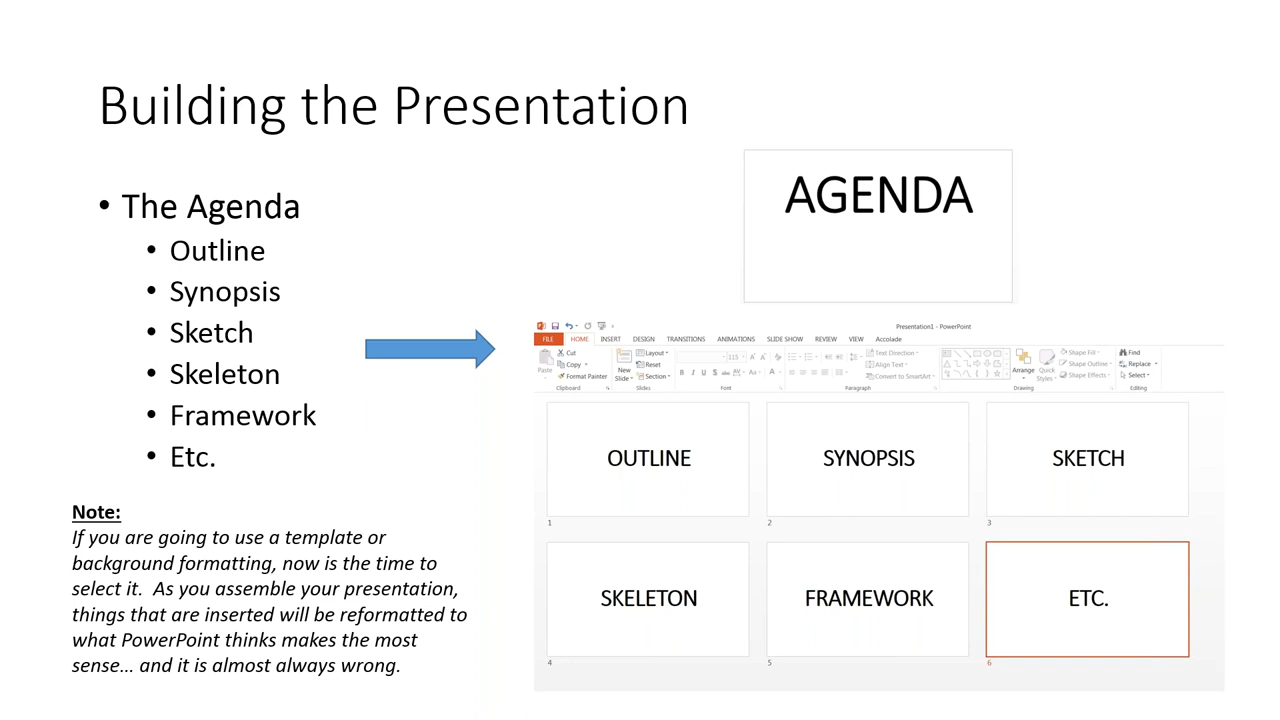 Building the Presentation
• The Agenda
• Outline
• Synopsis
• Sketch
• Skeleton
• Framework
• Etc.
Note:
If you are going to use a template or
background formatting, now is the time to
select it.  As you assemble your presentation,
things that are inserted will be reformatted to
what PowerPoint thinks makes the most
sense... and it is almost always wrong.
AGENDA
Presentation1 - PowerPoint
FILE HOME INSERT DESIGN TRANSITIONS ANIMATIONS SLIDE SHOW REVIEW VIEW Accolade
Paste
Cut
Copy
Format Painter
Clipboard
New
Slide
Layout
Reset
Section
Slides
115
B I U S abc AV Aa A
Font
Text Direction
Align Text
Convert to SmartArt
Paragraph
Arrange
Quick
Styles
Shape Fill
Shape Outline
Shape Effects
Drawing
Find
Replace
Select
Editing
OUTLINE
1
SYNOPSIS
2
SKETCH
3
SKELETON
4
FRAMEWORK
5
ETC.
6